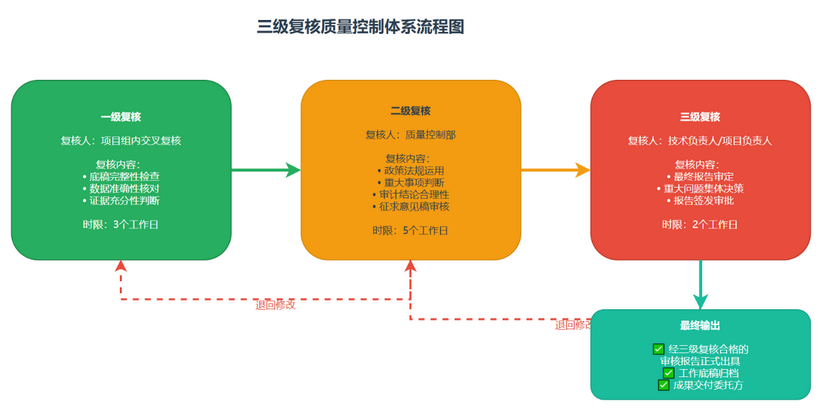 三级复核质量控制体系流程图
一级复核
复核人：项目组内交叉复核
复核内容：
• 底稿完整性检查
• 数据准确性核对
• 证据充分性判断
时限：3个工作日
二级复核
复核人：质量控制部
复核内容：
• 政策法规运用
• 重大事项判断
• 审计结论合理性
• 征求意见稿审核
时限：5个工作日
三级复核
复核人：技术负责人/项目负责人
复核内容：
• 最终报告审定
• 重大问题集体决策
• 报告签发审批
时限：2个工作日
退回修改
退回修改
最终输出
✅ 经三级复核合格的
审核报告正式出具
✅ 工作底稿归档
✅ 成果交付委托方